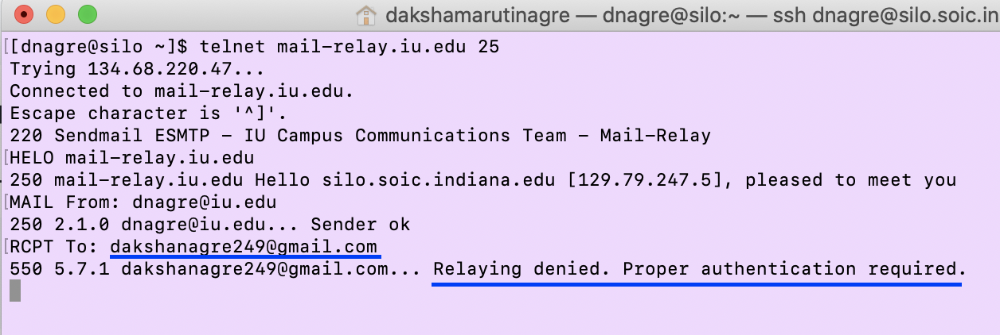 dakshamarutinagre — dnagre@silo:~ — ssh dnagre@silo.soic.in
[[dnagre@silo ~]$ telnet mail-relay.iu.edu 25
Trying 134.68.220.47...
Connected to mail-relay.iu.edu.
Escape character is '^]'.
220 Sendmail ESMTP - IU Campus Communications Team - Mail-Relay
[HELO mail-relay.iu.edu
250 mail-relay.iu.edu Hello silo.soic.indiana.edu [129.79.247.5], pleased to meet you
[MAIL From: dnagre@iu.edu
250 2.1.0 dnagre@iu.edu... Sender ok
[RCPT To: dakshanagre249@gmail.com
550 5.7.1 dakshanagre249@gmail.com... Relaying denied. Proper authentication required.